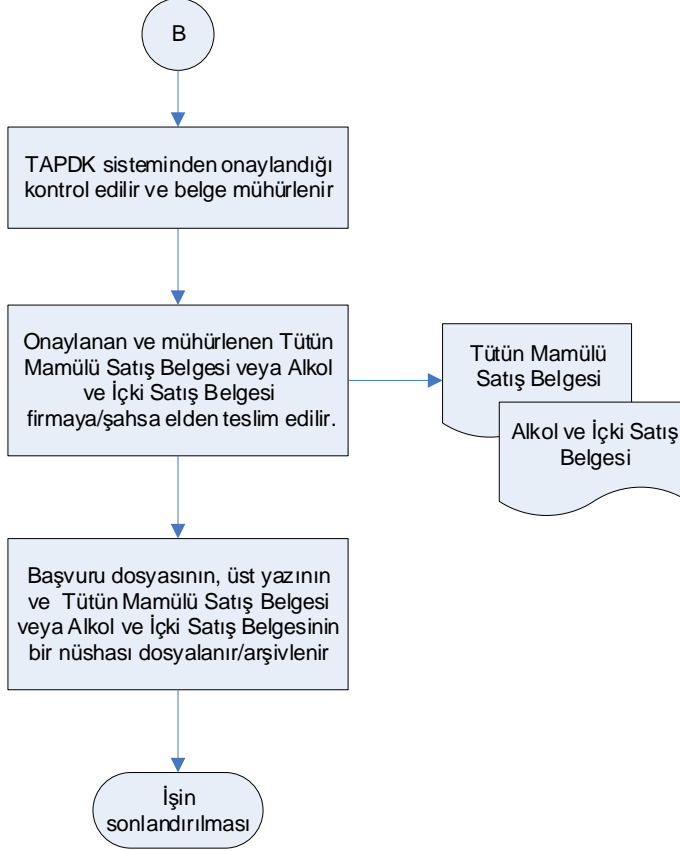 B
TAPDK sisteminden onaylandığı
kontrol edilir ve belge mühürlenir
Onaylanan ve mühürlenen Tütün
Mamülü Satış Belgesi veya Alkol
ve İçki Satış Belgesi
firmaya/şahsa elden teslim edilir.
Tütün Mamülü
Satış Belgesi
Alkol ve İçki Satış
Belgesi
Başvuru dosyasının, üst yazının
ve Tütün Mamülü Satış Belgesi
veya Alkol ve İçki Satış Belgesinin
bir nüshası dosyalanır/arşivlenir
İşin
sonlandırılması